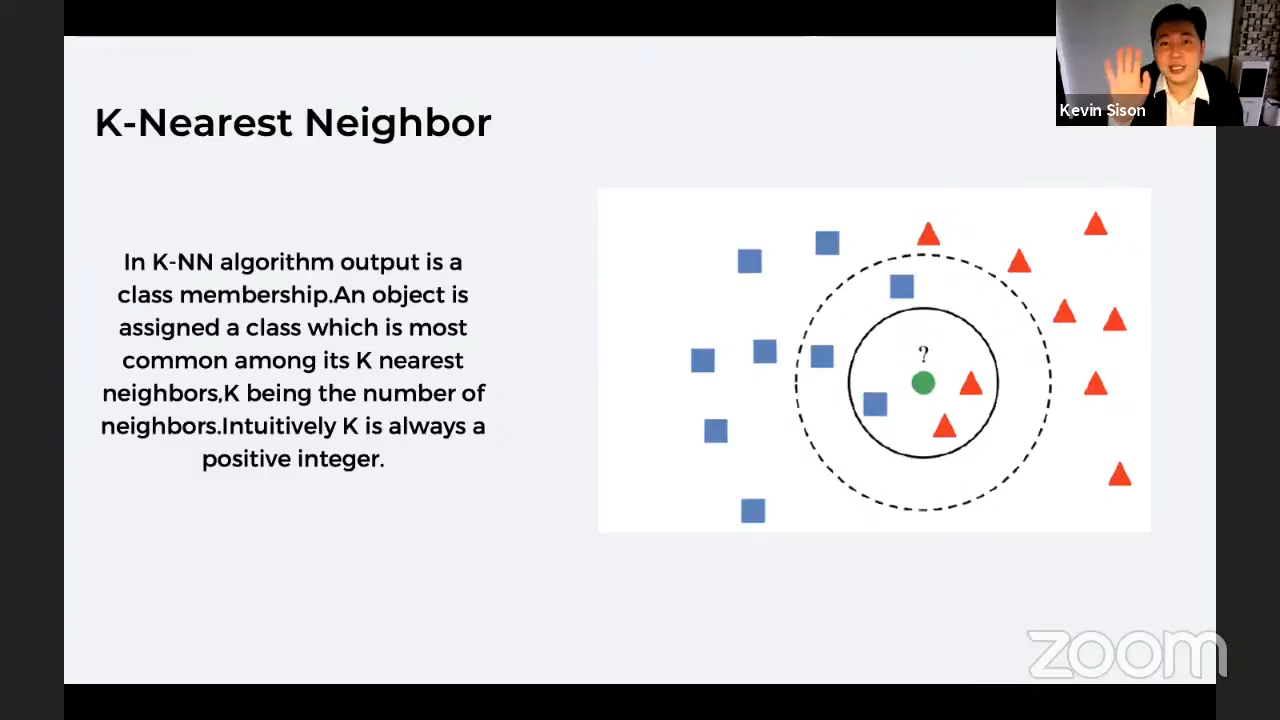 Kevin Sison
K-Nearest Neighbor
In K-NN algorithm output is a
class membership.An object is
assigned a class which is most
common among its K nearest
neighbors,K being the number of
neighbors.Intuitively K is always a
positive integer.
?
zoom